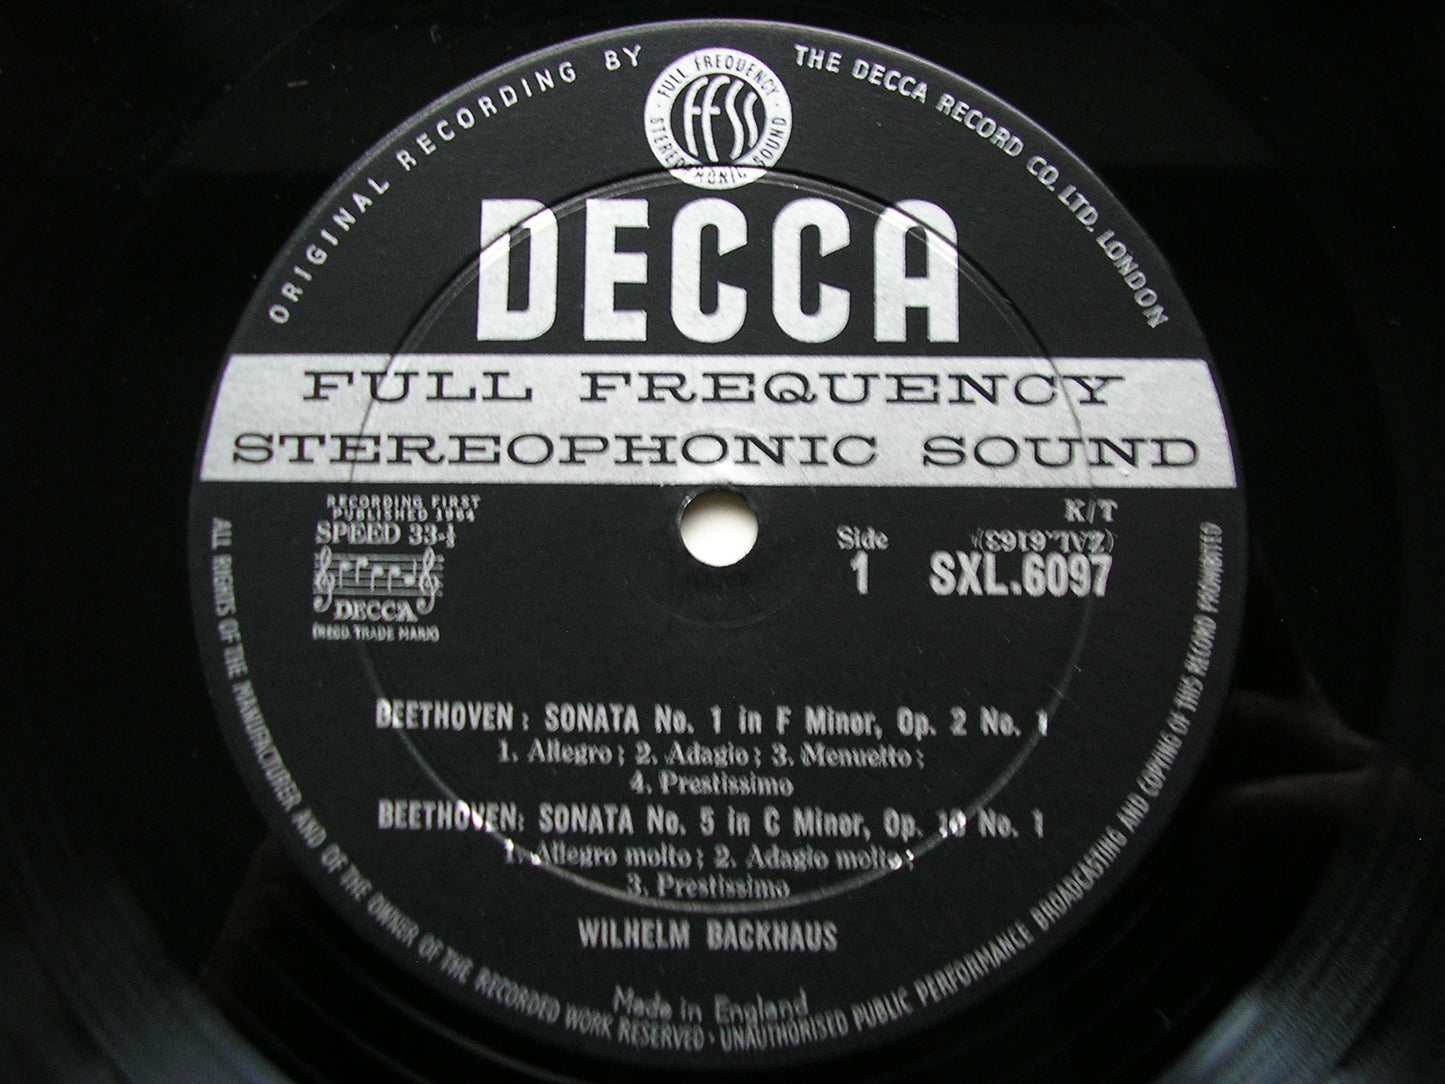 ORIGINAL RECORDING BY
THE DECCA RECORD CO. LTD. LONDON
FULL FREQUENCY
STEREOPHONIC SOUND
FFSS
DECCA
FULL FREQUENCY
STEREOPHONIC SOUND
RECORDING FIRST
PUBLISHED 1964
SPEED 33-⅓
DECCA
(REGD. TRADE MARK)
K/T
(ZAL.6163)
Side
1
SXL.6097
BEETHOVEN: SONATA No. 1 in F Minor, Op. 2 No. 1
1. Allegro; 2. Adagio; 3. Menuetto;
4. Prestissimo
BEETHOVEN: SONATA No. 5 in C Minor, Op. 10 No. 1
1. Allegro molto; 2. Adagio molto;
3. Prestissimo
WILHELM BACKHAUS
Made in England
ALL RIGHTS OF THE MANUFACTURER AND OF THE OWNER OF THE RECORDED WORK RESERVED · UNAUTHORISED PUBLIC PERFORMANCE BROADCASTING AND COPYING OF THIS RECORD PROHIBITED